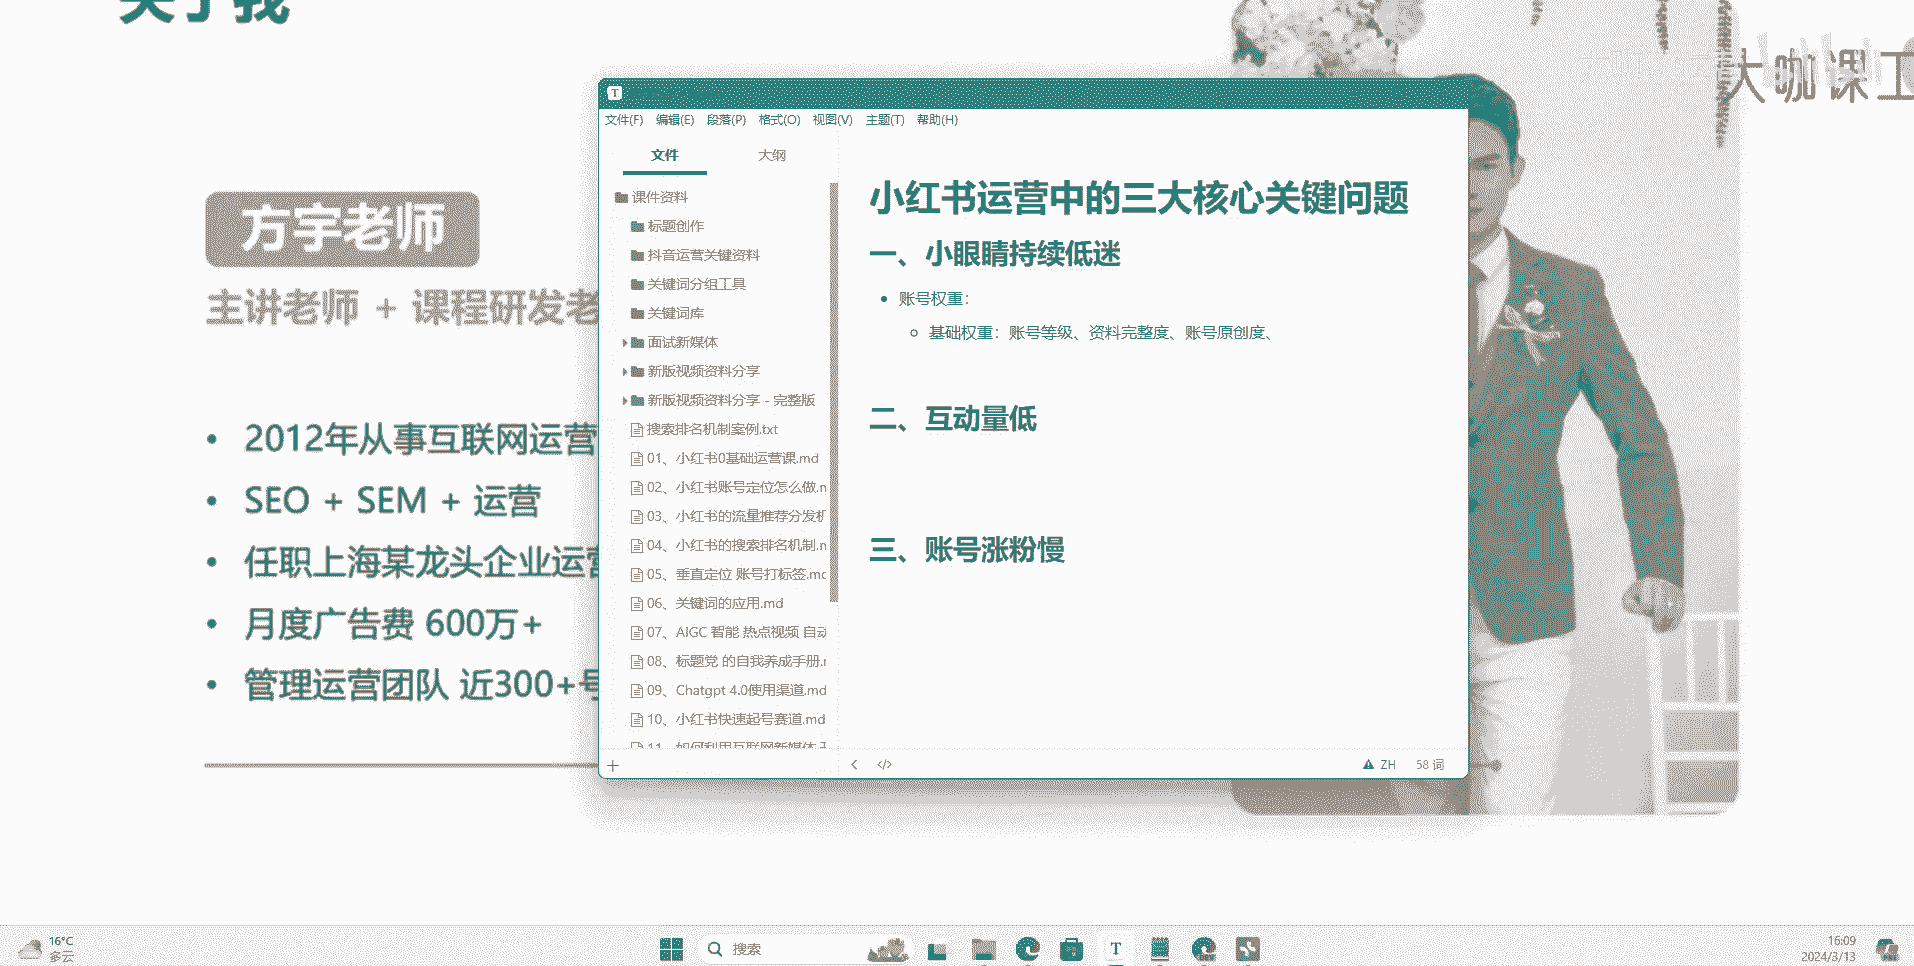 关于我
大咖课工
方宇老师
主讲老师 + 课程研发老
• 2012年从事互联网运营
• SEO + SEM + 运营
• 任职上海某龙头企业运营
• 月度广告费 600万+
• 管理运营团队 近300+号
T
文件(F) 编辑(E) 段落(P) 格式(O) 视图(V) 主题(T) 帮助(H)
文件 大纲
课件资料
标题创作
抖音运营关键资料
关键词分组工具
关键词库
面试新媒体
新版视频资料分享
新版视频资料分享 - 完整版
搜索排名机制案例.txt
01、小红书0基础运营课.md
02、小红书账号定位怎么做.m
03、小红书的流量推荐分发机
04、小红书的搜索排名机制.m
05、垂直定位 账号打标签.mc
06、关键词的应用.md
07、AIGC 智能 热点视频 自动
08、标题党 的自我养成手册.r
09、Chatgpt 4.0使用渠道.md
10、小红书快速起号赛道.md
11、如何利用互联网新媒体
小红书运营中的三大核心关键问题
一、小眼睛持续低迷
• 账号权重：
○ 基础权重：账号等级、资料完整度、账号原创度、
二、互动量低
三、账号涨粉慢
ZH 58 词
16°C
多云
搜索
T
DEV
16:09
2024/3/13